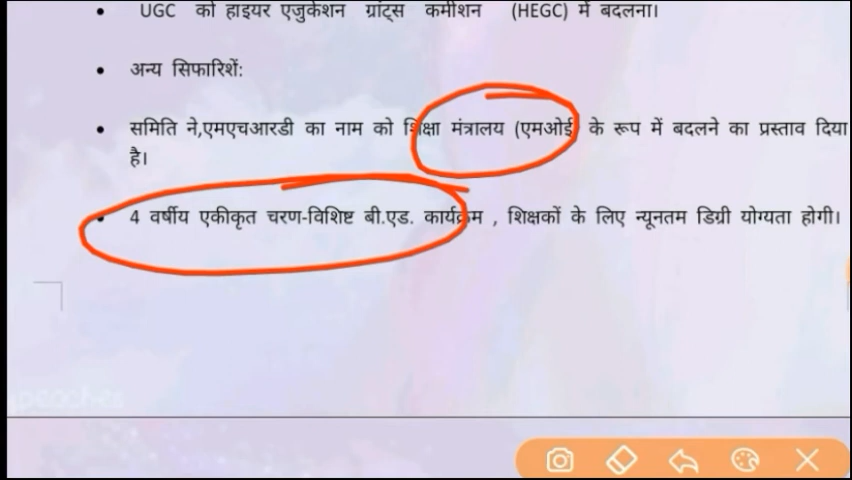 • UGC को हाइयर एजुकेशन ग्रांट्स कमीशन (HEGC) में बदलना।
• अन्य सिफारिशें:
• समिति ने,एमएचआरडी का नाम को शिक्षा मंत्रालय (एमओई) के रूप में बदलने का प्रस्ताव दिया
है।
• 4 वर्षीय एकीकृत चरण-विशिष्ट बी.एड. कार्यक्रम , शिक्षकों के लिए न्यूनतम डिग्री योग्यता होगी।